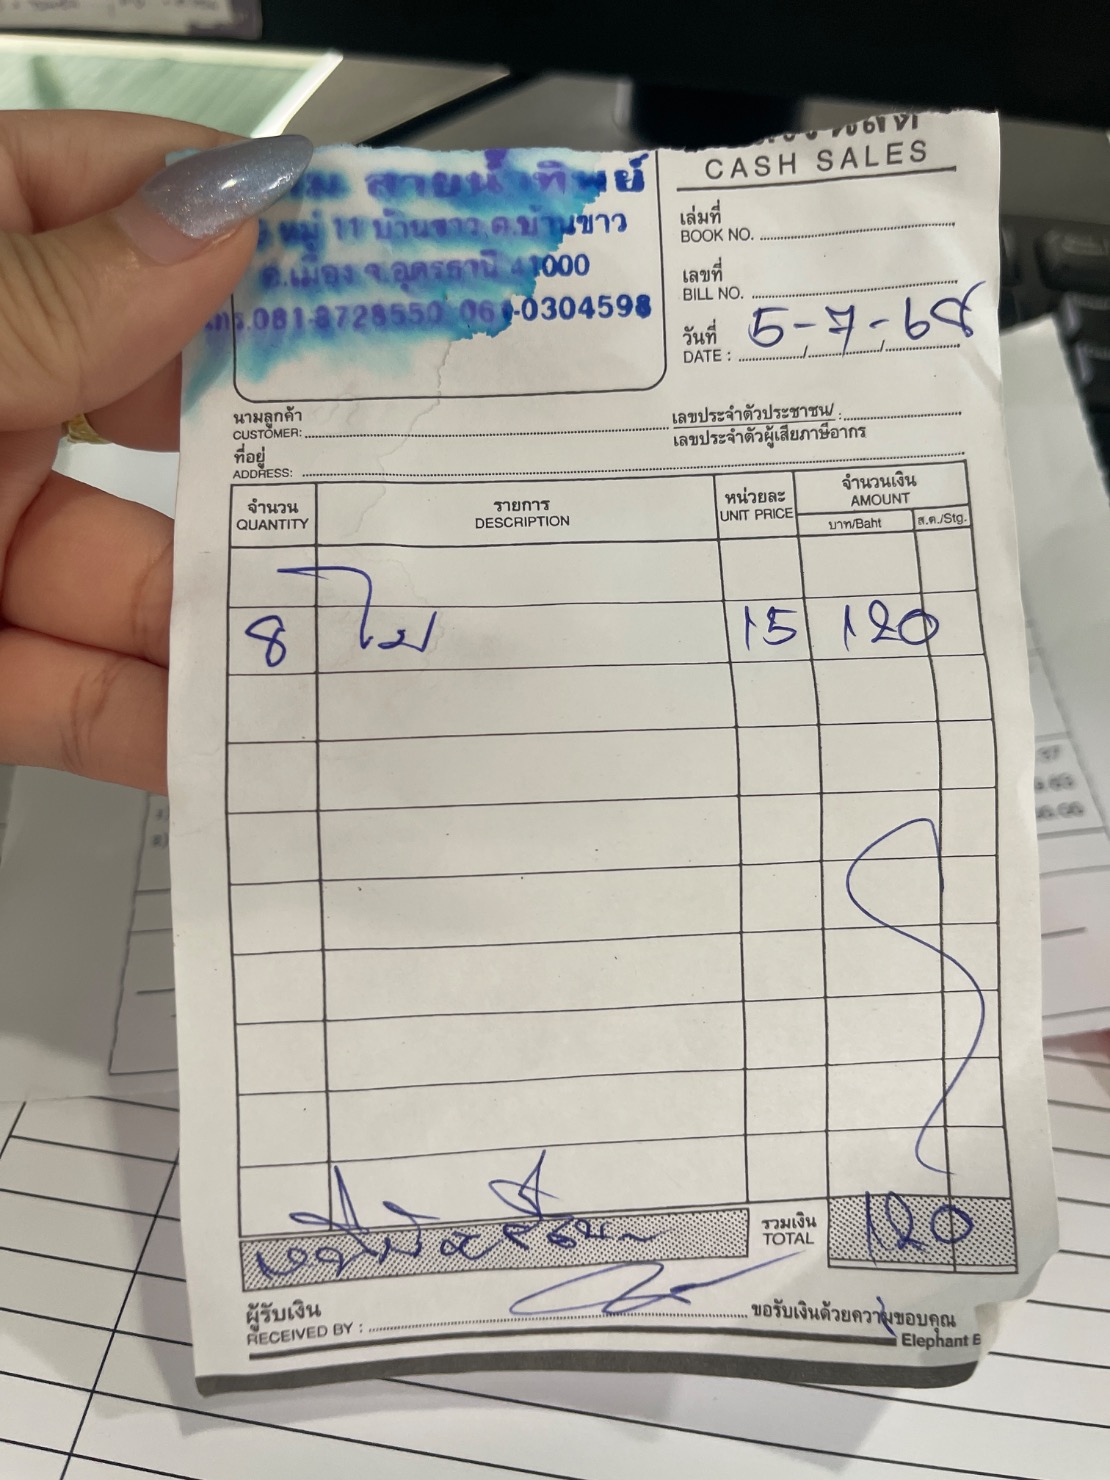 CASH SALES
สายน้ำทิพย์
หมู่ 11 บ้านขาว ต.บ้านขาว
อ.เมือง จ.อุดรธานี 41000
โทร.081-8728550 061-0304598
เล่มที่
BOOK NO.
เลขที่
BILL NO.
วันที่
DATE : 5-7-68
นามลูกค้า
CUSTOMER:
เลขประจำตัวประชาชน/ :
เลขประจำตัวผู้เสียภาษีอากร
ที่อยู่
ADDRESS:
จำนวน
QUANTITY
รายการ
DESCRIPTION
หน่วยละ
UNIT PRICE
จำนวนเงิน
AMOUNT
บาท/Baht
ส.ต./Stg.
8 15 120
รวมเงิน
TOTAL 120
ผู้รับเงิน
RECEIVED BY :
ขอรับเงินด้วยความขอบคุณ
Elephant